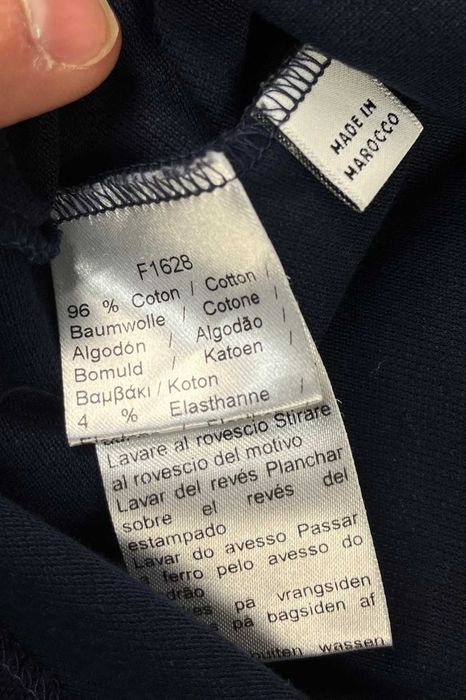 MADE IN
MAROCCO
F1628
96 % Coton / Cotton /
Baumwolle / Cotone /
Algodón / Algodão /
Bomuld / Katoen /
Βαμβάκι / Koton
4 % Elasthanne /
Lavare al rovescio Stirare
al rovescio del motivo
Lavar del revés Planchar
sobre el revés del
estampado
Lavar do avesso Passar
a ferro pelo avesso do
pa vrangsiden
på bagsiden af
wassen